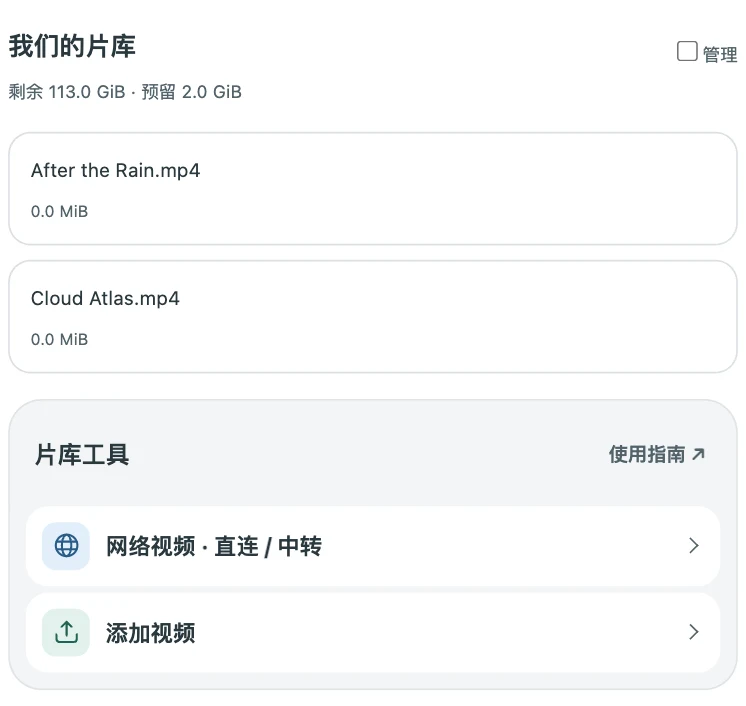 我们的片库
管理
剩余 113.0 GiB · 预留 2.0 GiB
After the Rain.mp4
0.0 MiB
Cloud Atlas.mp4
0.0 MiB
片库工具
使用指南
网络视频 · 直连 / 中转
添加视频